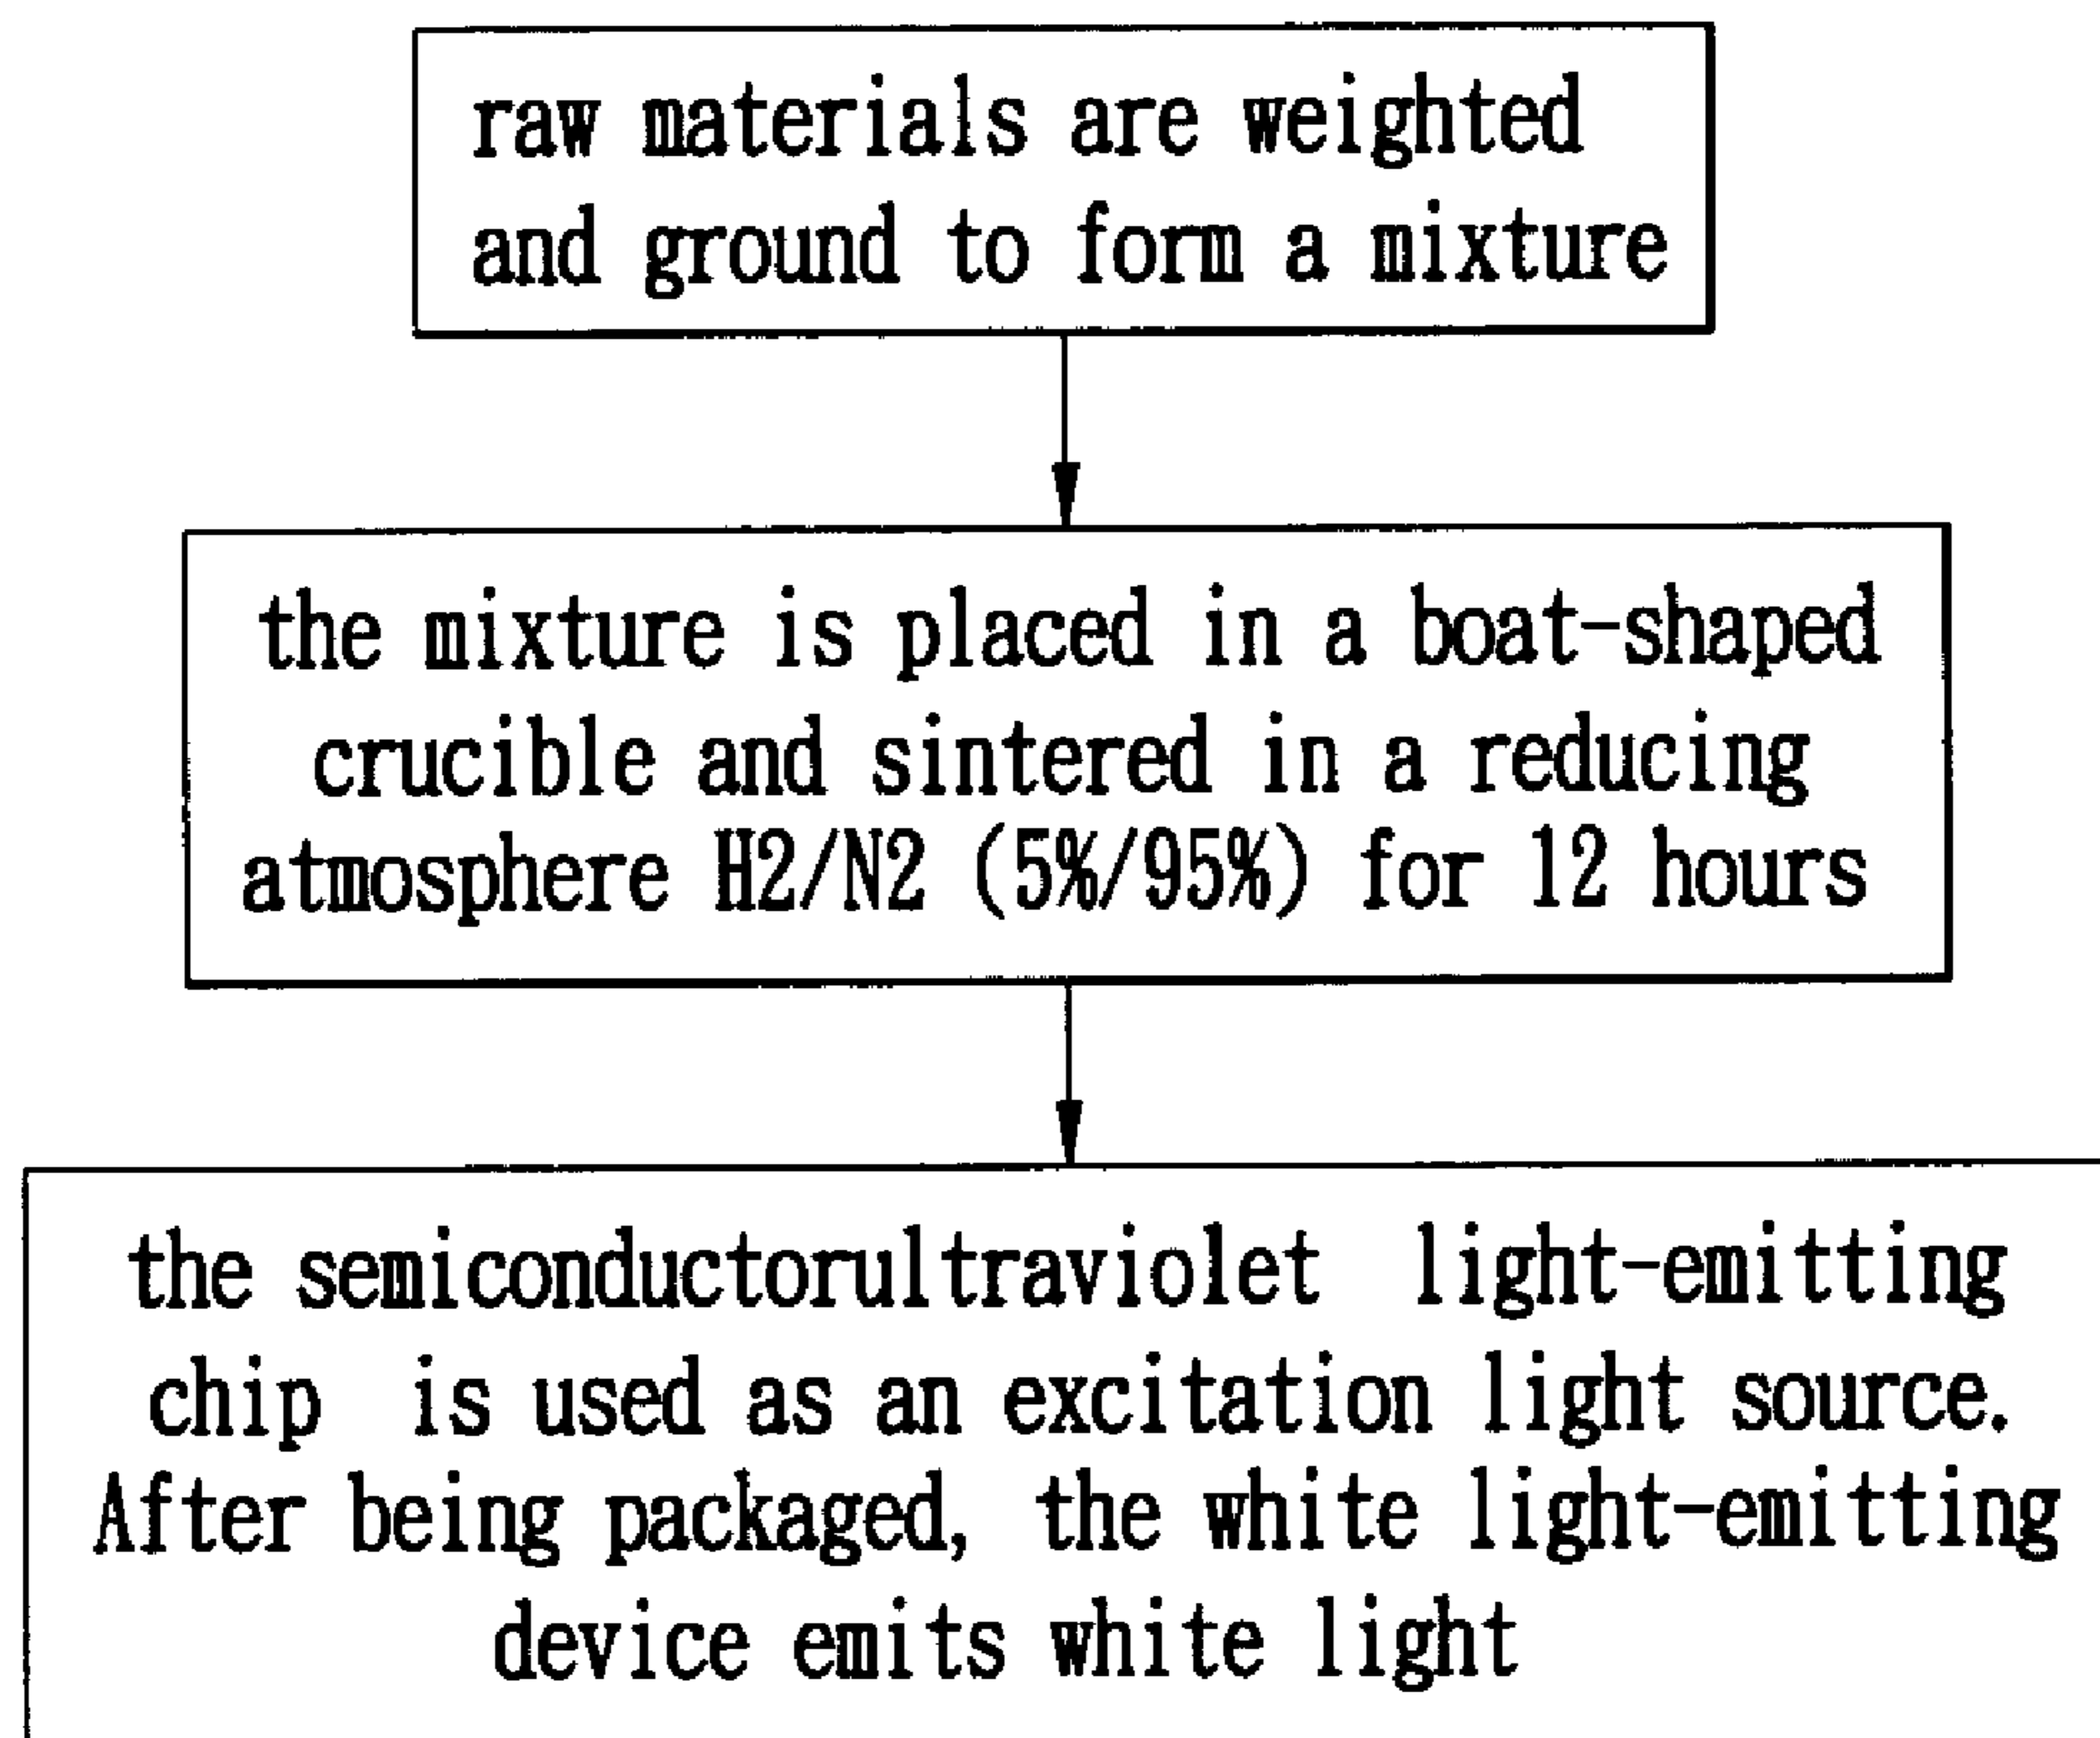 raw materials are weighted
and ground to form a mixture
the mixture is placed in a boat-shaped
crucible and sintered in a reducing
atmosphere H2/N2 (5%/95%) for 12 hours
the semiconductorultraviolet light-emitting
chip is used as an excitation light source.
After being packaged, the white light-emitting
device emits white light